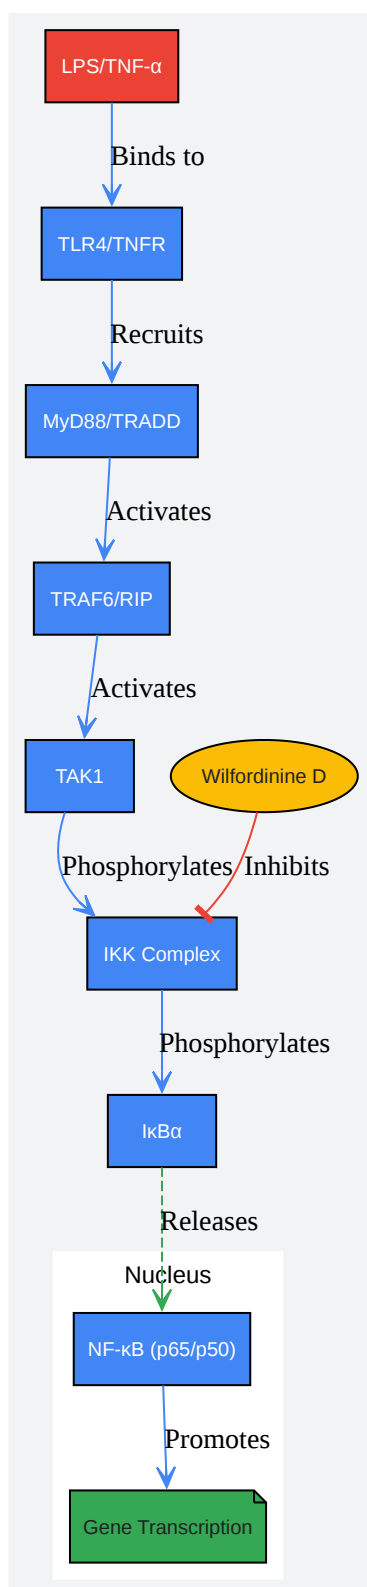 LPS/TNF-α
Binds to
TLR4/TNFR
Recruits
MyD88/TRADD
Activates
TRAF6/RIP
Activates
TAK1
Wilfordinine D
Phosphorylates
Inhibits
IKK Complex
Phosphorylates
IκBα
Releases
Nucleus
NF-κB (p65/p50)
Promotes
Gene Transcription